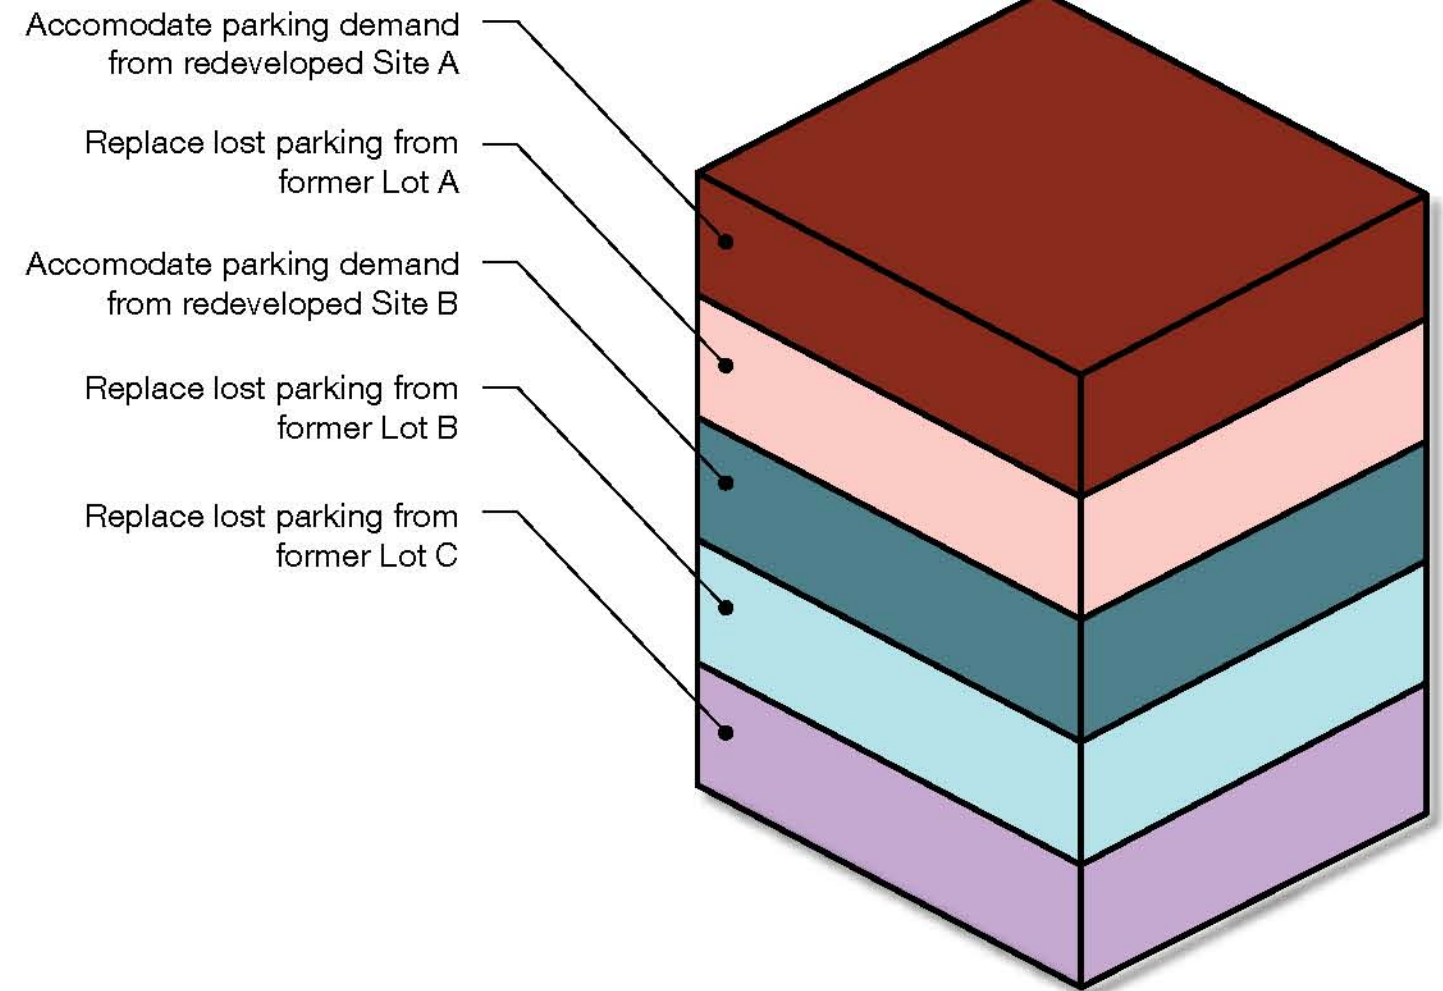 Accomodate parking demand
from redeveloped Site A
Replace lost parking from
former Lot A
Accomodate parking demand
from redeveloped Site B
Replace lost parking from
former Lot B
Replace lost parking from
former Lot C